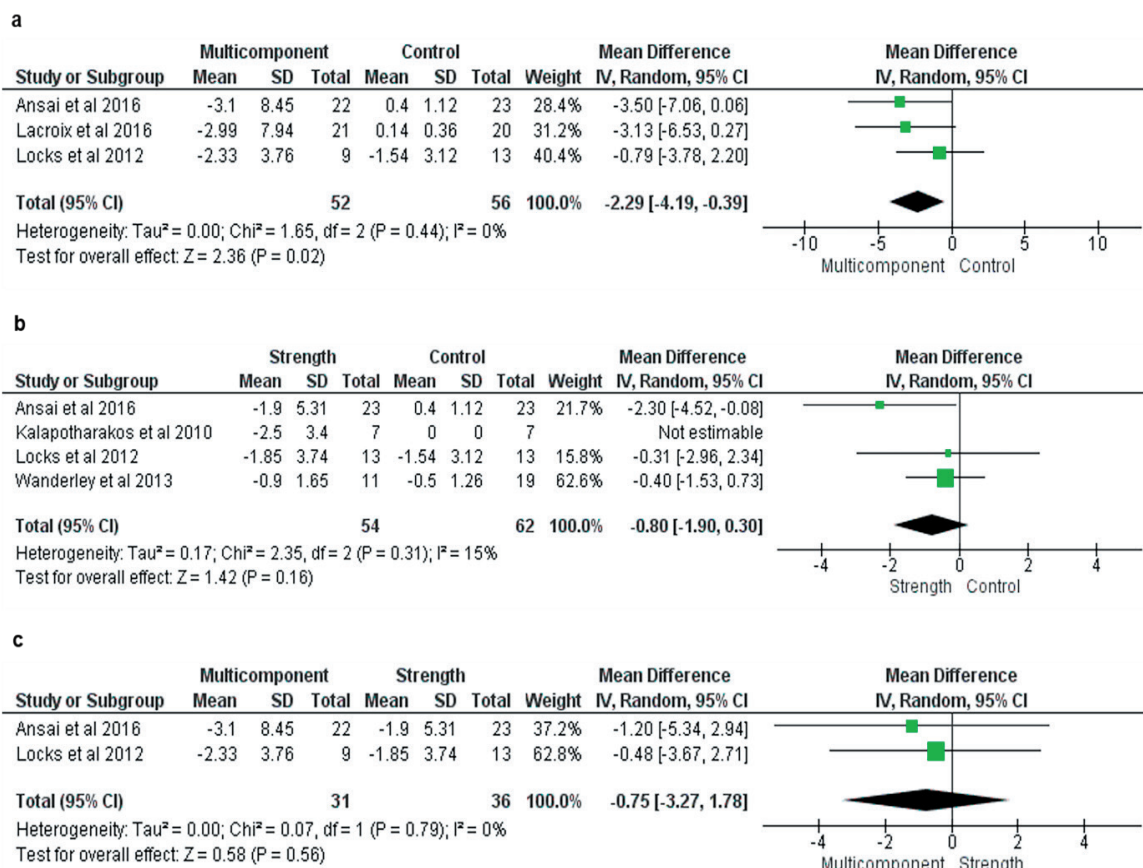 a
Multicomponent Control Mean Difference Mean Difference
Study or Subgroup Mean SD Total Mean SD Total Weight IV, Random, 95% CI IV, Random, 95% CI
Ansai et al 2016 -3.1 8.45 22 0.4 1.12 23 28.4% -3.50 [-7.06, 0.06]
Lacroix et al 2016 -2.99 7.94 21 0.14 0.36 20 31.2% -3.13 [-6.53, 0.27]
Locks et al 2012 -2.33 3.76 9 -1.54 3.12 13 40.4% -0.79 [-3.78, 2.20]
Total (95% CI) 52 56 100.0% -2.29 [-4.19, -0.39]
Heterogeneity: Tau² = 0.00; Chi² = 1.65, df = 2 (P = 0.44); I² = 0%
Test for overall effect: Z = 2.36 (P = 0.02)
-10 -5 0 5 10
Multicomponent Control
b
Strength Control Mean Difference Mean Difference
Study or Subgroup Mean SD Total Mean SD Total Weight IV, Random, 95% CI IV, Random, 95% CI
Ansai et al 2016 -1.9 5.31 23 0.4 1.12 23 21.7% -2.30 [-4.52, -0.08]
Kalapotharakos et al 2010 -2.5 3.4 7 0 0 7 Not estimable
Locks et al 2012 -1.85 3.74 13 -1.54 3.12 13 15.8% -0.31 [-2.96, 2.34]
Wanderley et al 2013 -0.9 1.65 11 -0.5 1.26 19 62.6% -0.40 [-1.53, 0.73]
Total (95% CI) 54 62 100.0% -0.80 [-1.90, 0.30]
Heterogeneity: Tau² = 0.17; Chi² = 2.35, df = 2 (P = 0.31); I² = 15%
Test for overall effect: Z = 1.42 (P = 0.16)
-4 -2 0 2 4
Strength Control
c
Multicomponent Strength Mean Difference Mean Difference
Study or Subgroup Mean SD Total Mean SD Total Weight IV, Random, 95% CI IV, Random, 95% CI
Ansai et al 2016 -3.1 8.45 22 -1.9 5.31 23 37.2% -1.20 [-5.34, 2.94]
Locks et al 2012 -2.33 3.76 9 -1.85 3.74 13 62.8% -0.48 [-3.67, 2.71]
Total (95% CI) 31 36 100.0% -0.75 [-3.27, 1.78]
Heterogeneity: Tau² = 0.00; Chi² = 0.07, df = 1 (P = 0.79); I² = 0%
Test for overall effect: Z = 0.58 (P = 0.56)
-4 -2 0 2 4
Multicomponent Strength